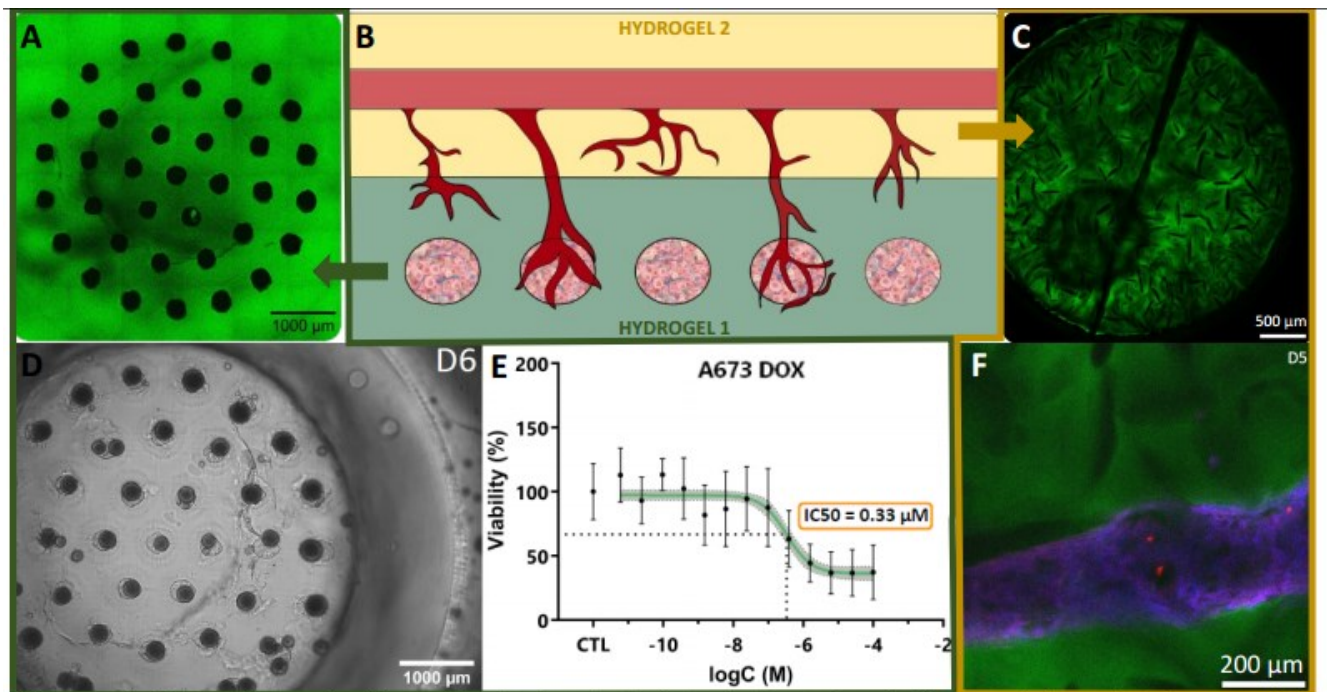 A
1000 µm
B
HYDROGEL 2
HYDROGEL 1
C
500 µm
D
D6
1000 µm
E
A673 DOX
200
150
100
50
0
Viability (%)
IC50 = 0.33 µM
CTL -10 -8 -6 -4 -2
logC (M)
F
D5
200 µm